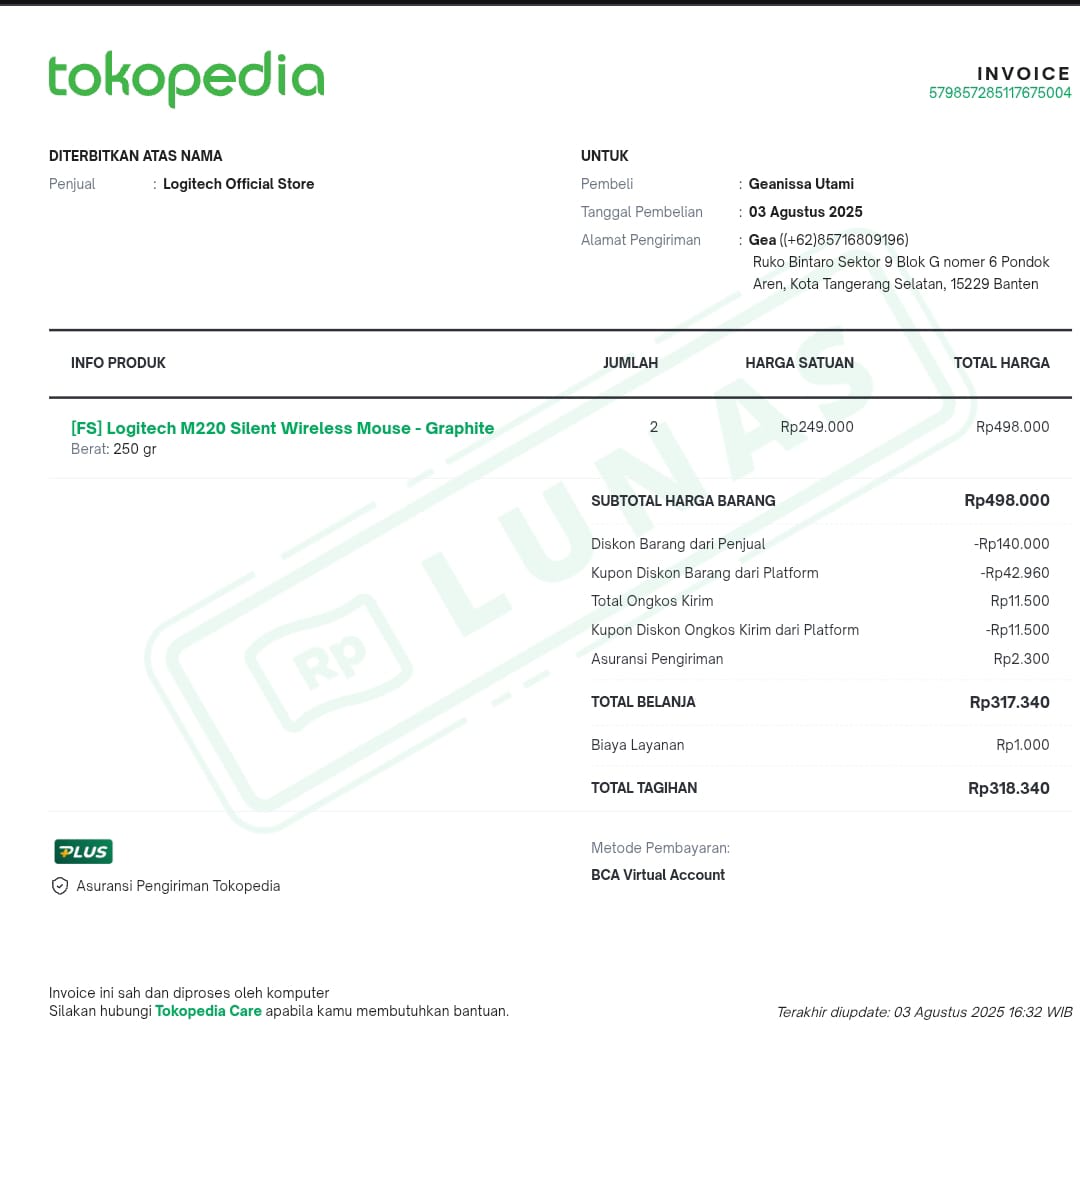 tokopedia
INVOICE
579857285117675004
DITERBITKAN ATAS NAMA
Penjual : Logitech Official Store
UNTUK
Pembeli : Geanissa Utami
Tanggal Pembelian : 03 Agustus 2025
Alamat Pengiriman : Gea ((+62)85716809196)
Ruko Bintaro Sektor 9 Blok G nomer 6 Pondok
Aren, Kota Tangerang Selatan, 15229 Banten
INFO PRODUK JUMLAH HARGA SATUAN TOTAL HARGA
[FS] Logitech M220 Silent Wireless Mouse - Graphite 2 Rp249.000 Rp498.000
Berat: 250 gr
SUBTOTAL HARGA BARANG Rp498.000
Diskon Barang dari Penjual -Rp140.000
Kupon Diskon Barang dari Platform -Rp42.960
Total Ongkos Kirim Rp11.500
Kupon Diskon Ongkos Kirim dari Platform -Rp11.500
Asuransi Pengiriman Rp2.300
TOTAL BELANJA Rp317.340
Biaya Layanan Rp1.000
TOTAL TAGIHAN Rp318.340
Rp LUNAS
PLUS
Asuransi Pengiriman Tokopedia
Metode Pembayaran:
BCA Virtual Account
Invoice ini sah dan diproses oleh komputer
Silakan hubungi Tokopedia Care apabila kamu membutuhkan bantuan.
Terakhir diupdate: 03 Agustus 2025 16:32 WIB